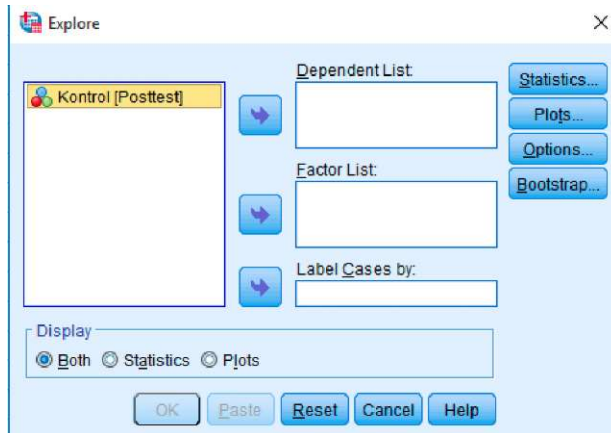 Explore
Dependent List:
Kontrol [Posttest]
Statistics...
Plots...
Options...
Factor List:
Bootstrap...
Label Cases by:
Display
Both Statistics Plots
OK Paste Reset Cancel Help